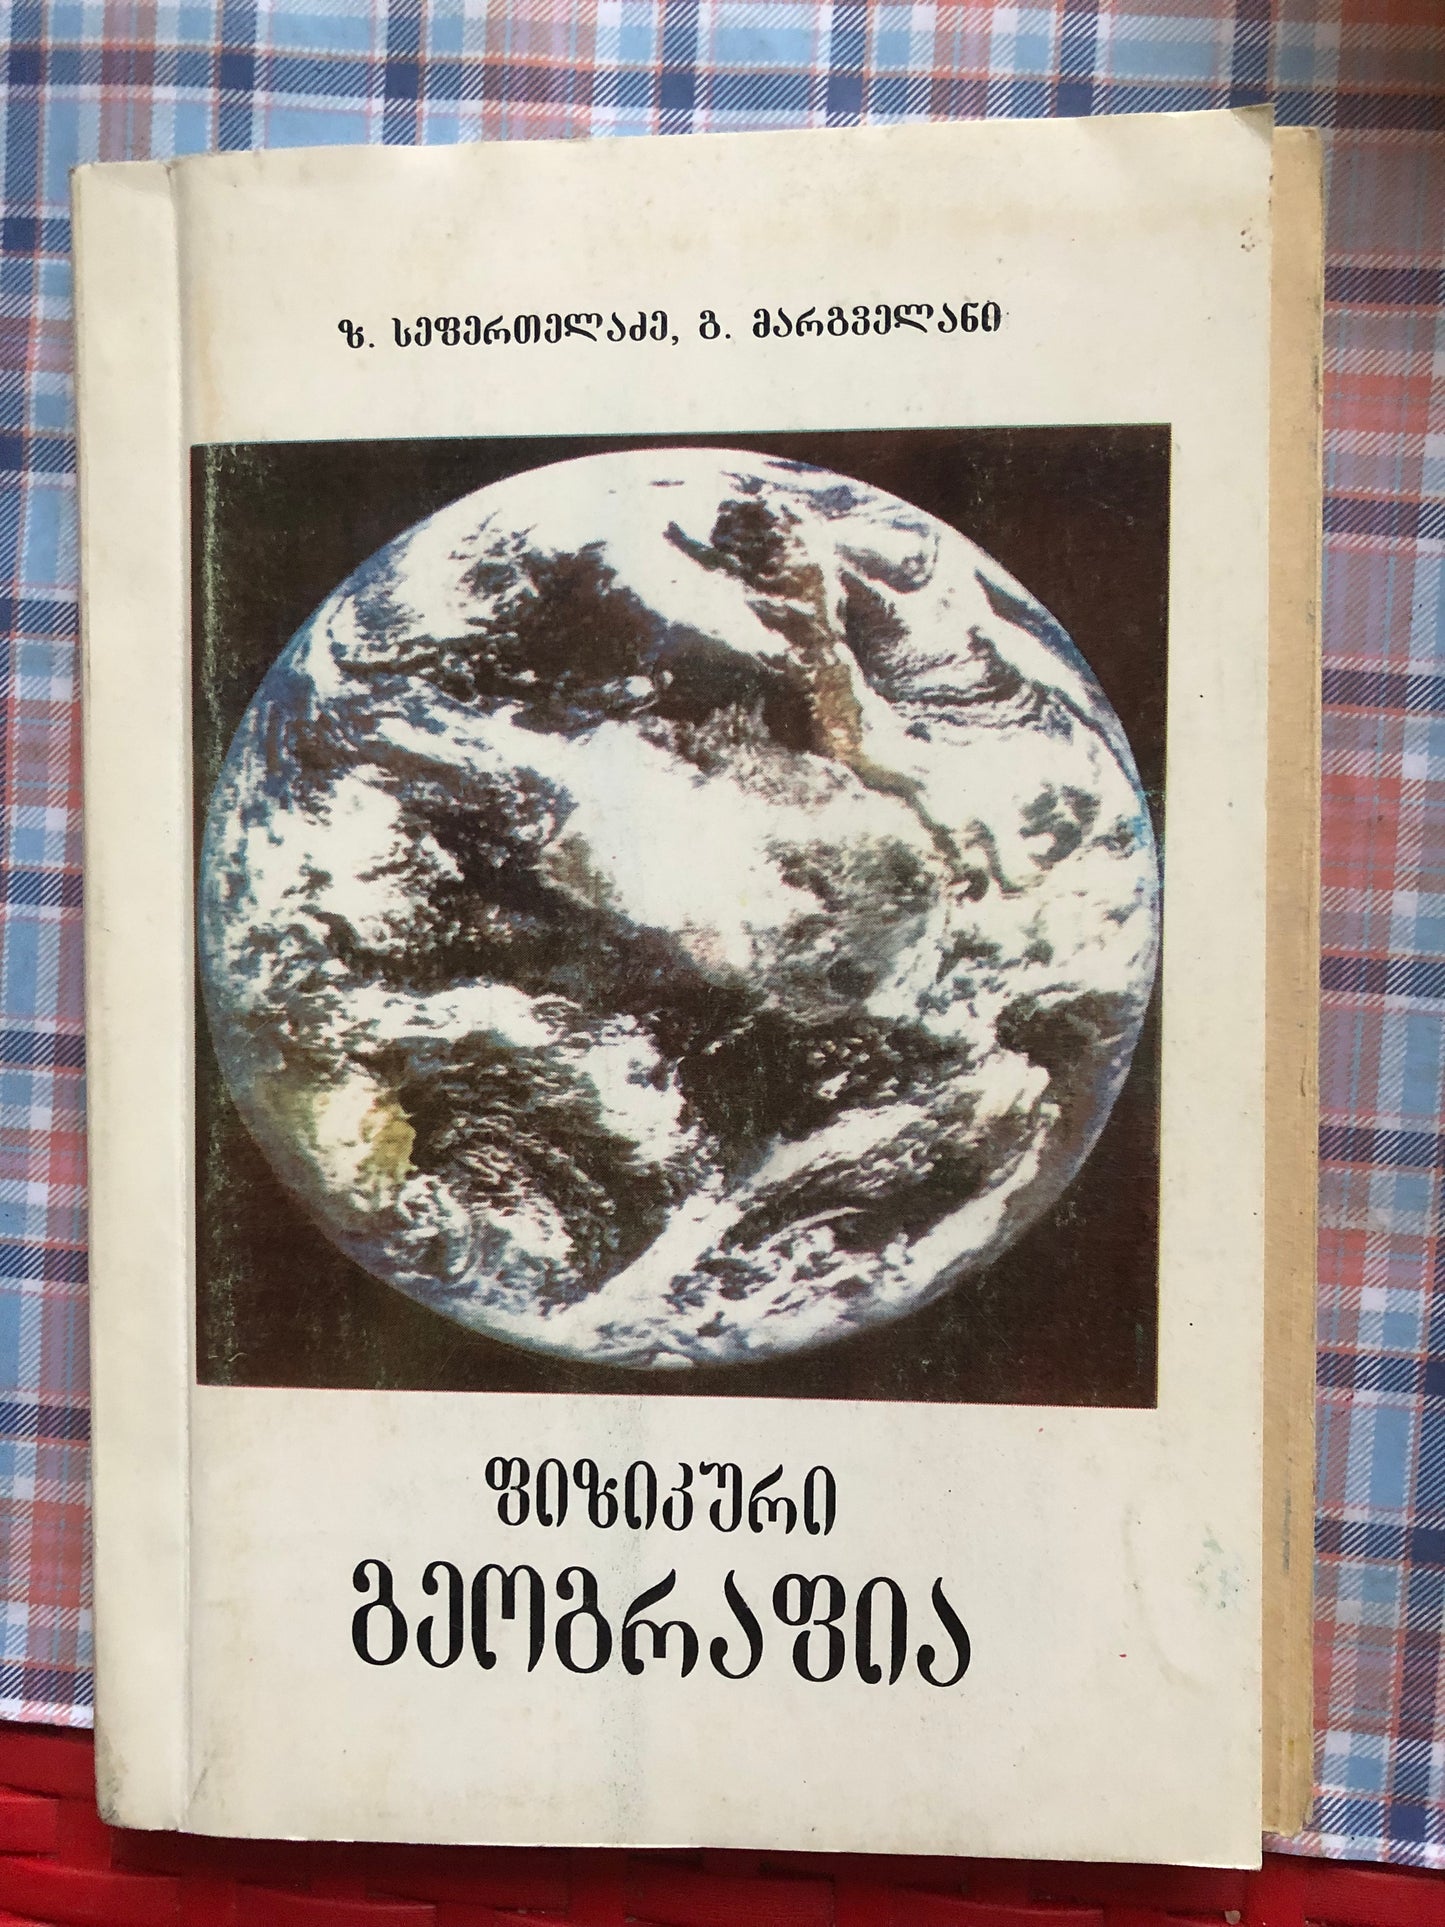 ზ. სეფერთელაძე, გ. მარგველანი
ფიზიკური
გეოგრაფია